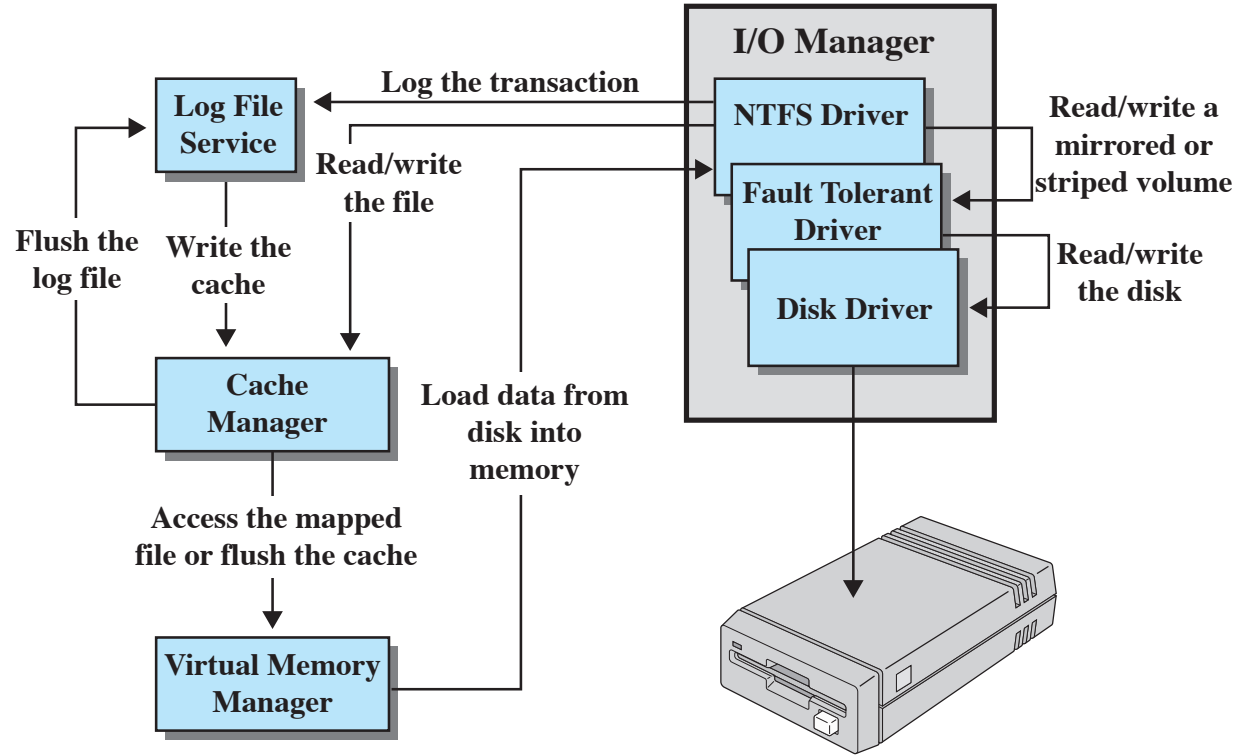 I/O Manager
Log the transaction
Log File
Service
NTFS Driver
Read/write a
mirrored or
striped volume
Read/write
the file
Fault Tolerant
Driver
Flush the
log file
Write the
cache
Read/write
the disk
Disk Driver
Cache
Manager
Load data from
disk into
memory
Access the mapped
file or flush the cache
Virtual Memory
Manager